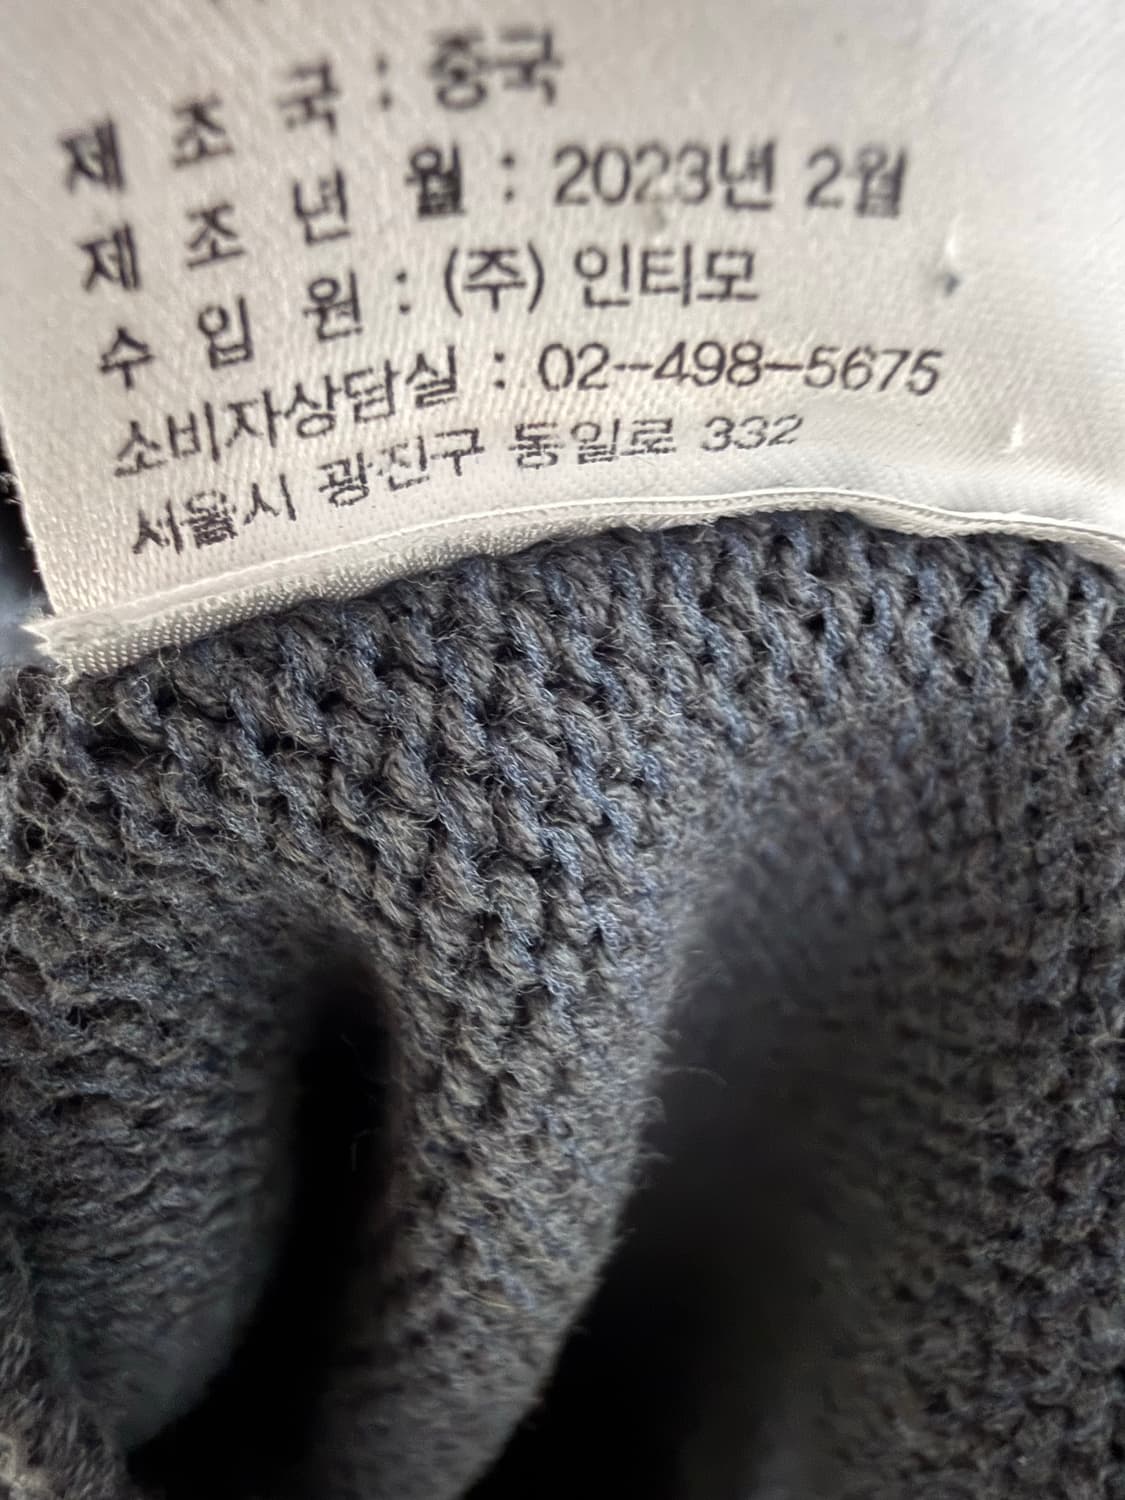 제 조 국 : 중국
제 조 년 월 : 2023년 2월
수 입 원 : (주) 인티모
소비자상담실 : 02-498-5675
서울시 광진구 동일로 332